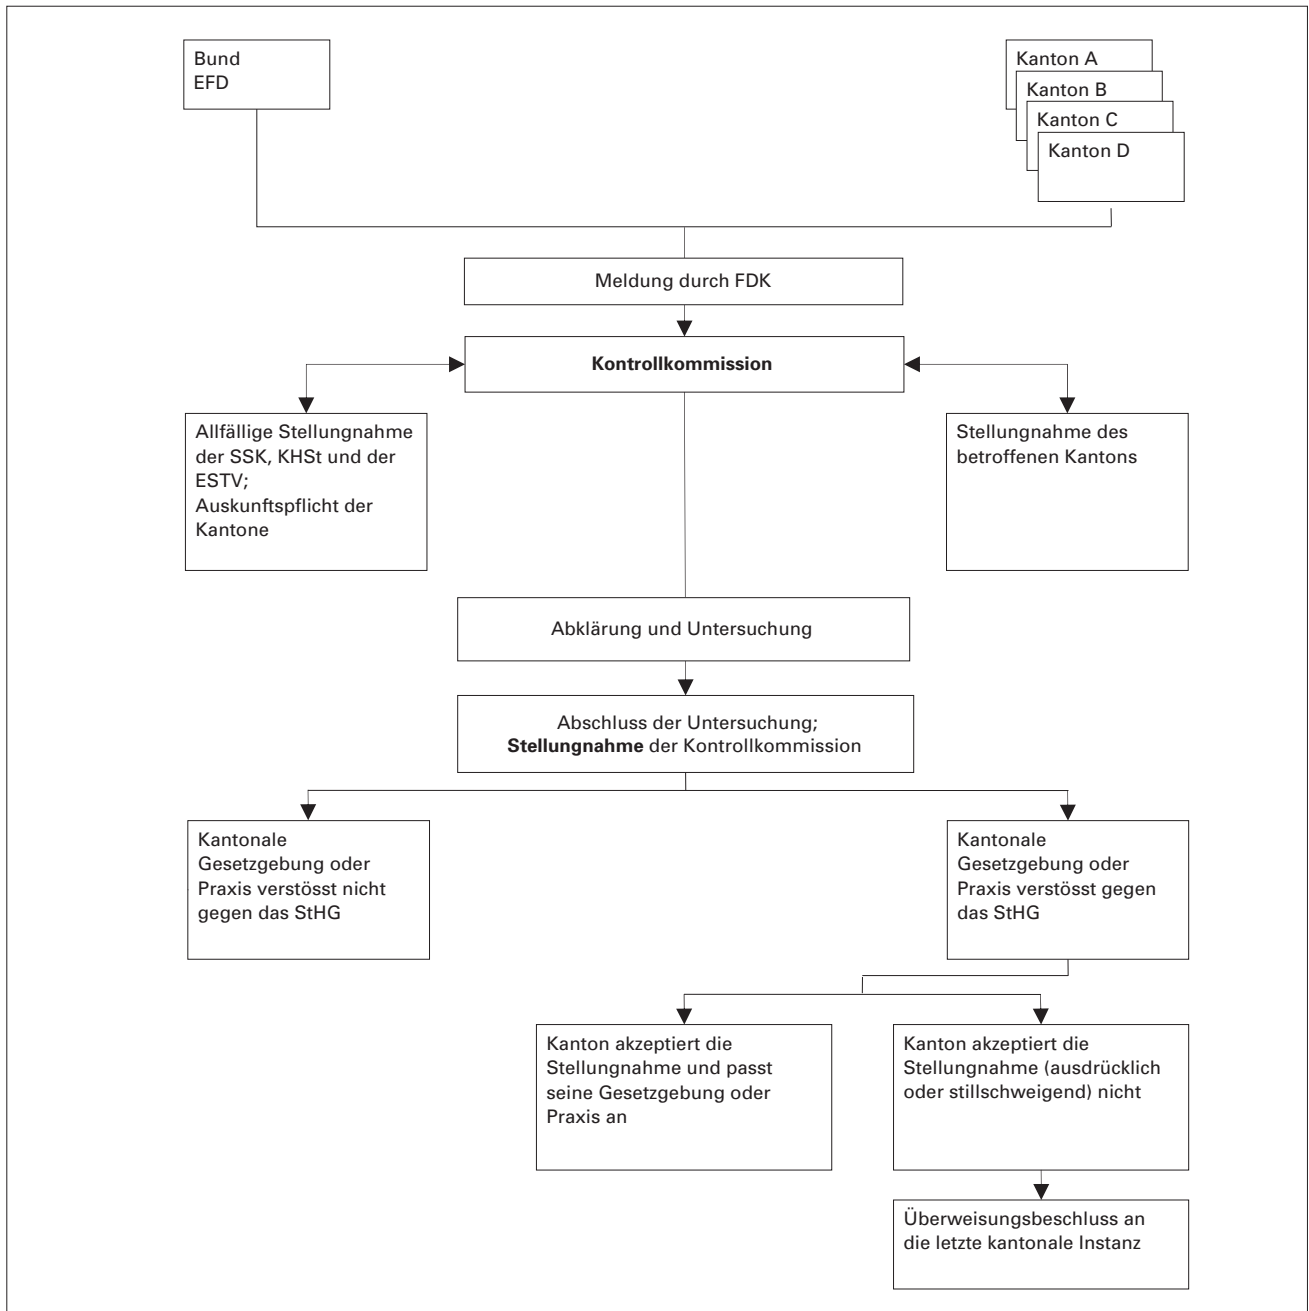 Bund
EFD
Kanton A
Kanton B
Kanton C
Kanton D
Meldung durch FDK
Kontrollkommission
Allfällige Stellungnahme
der SSK, KHSt und der
ESTV;
Auskunftspflicht der
Kantone
Stellungnahme des
betroffenen Kantons
Abklärung und Untersuchung
Abschluss der Untersuchung;
Stellungnahme der Kontrollkommission
Kantonale
Gesetzgebung oder
Praxis verstösst nicht
gegen das StHG
Kantonale
Gesetzgebung oder
Praxis verstösst gegen
das StHG
Kanton akzeptiert die
Stellungnahme und passt
seine Gesetzgebung oder
Praxis an
Kanton akzeptiert die
Stellungnahme (ausdrücklich
oder stillschweigend) nicht
Überweisungsbeschluss an
die letzte kantonale Instanz